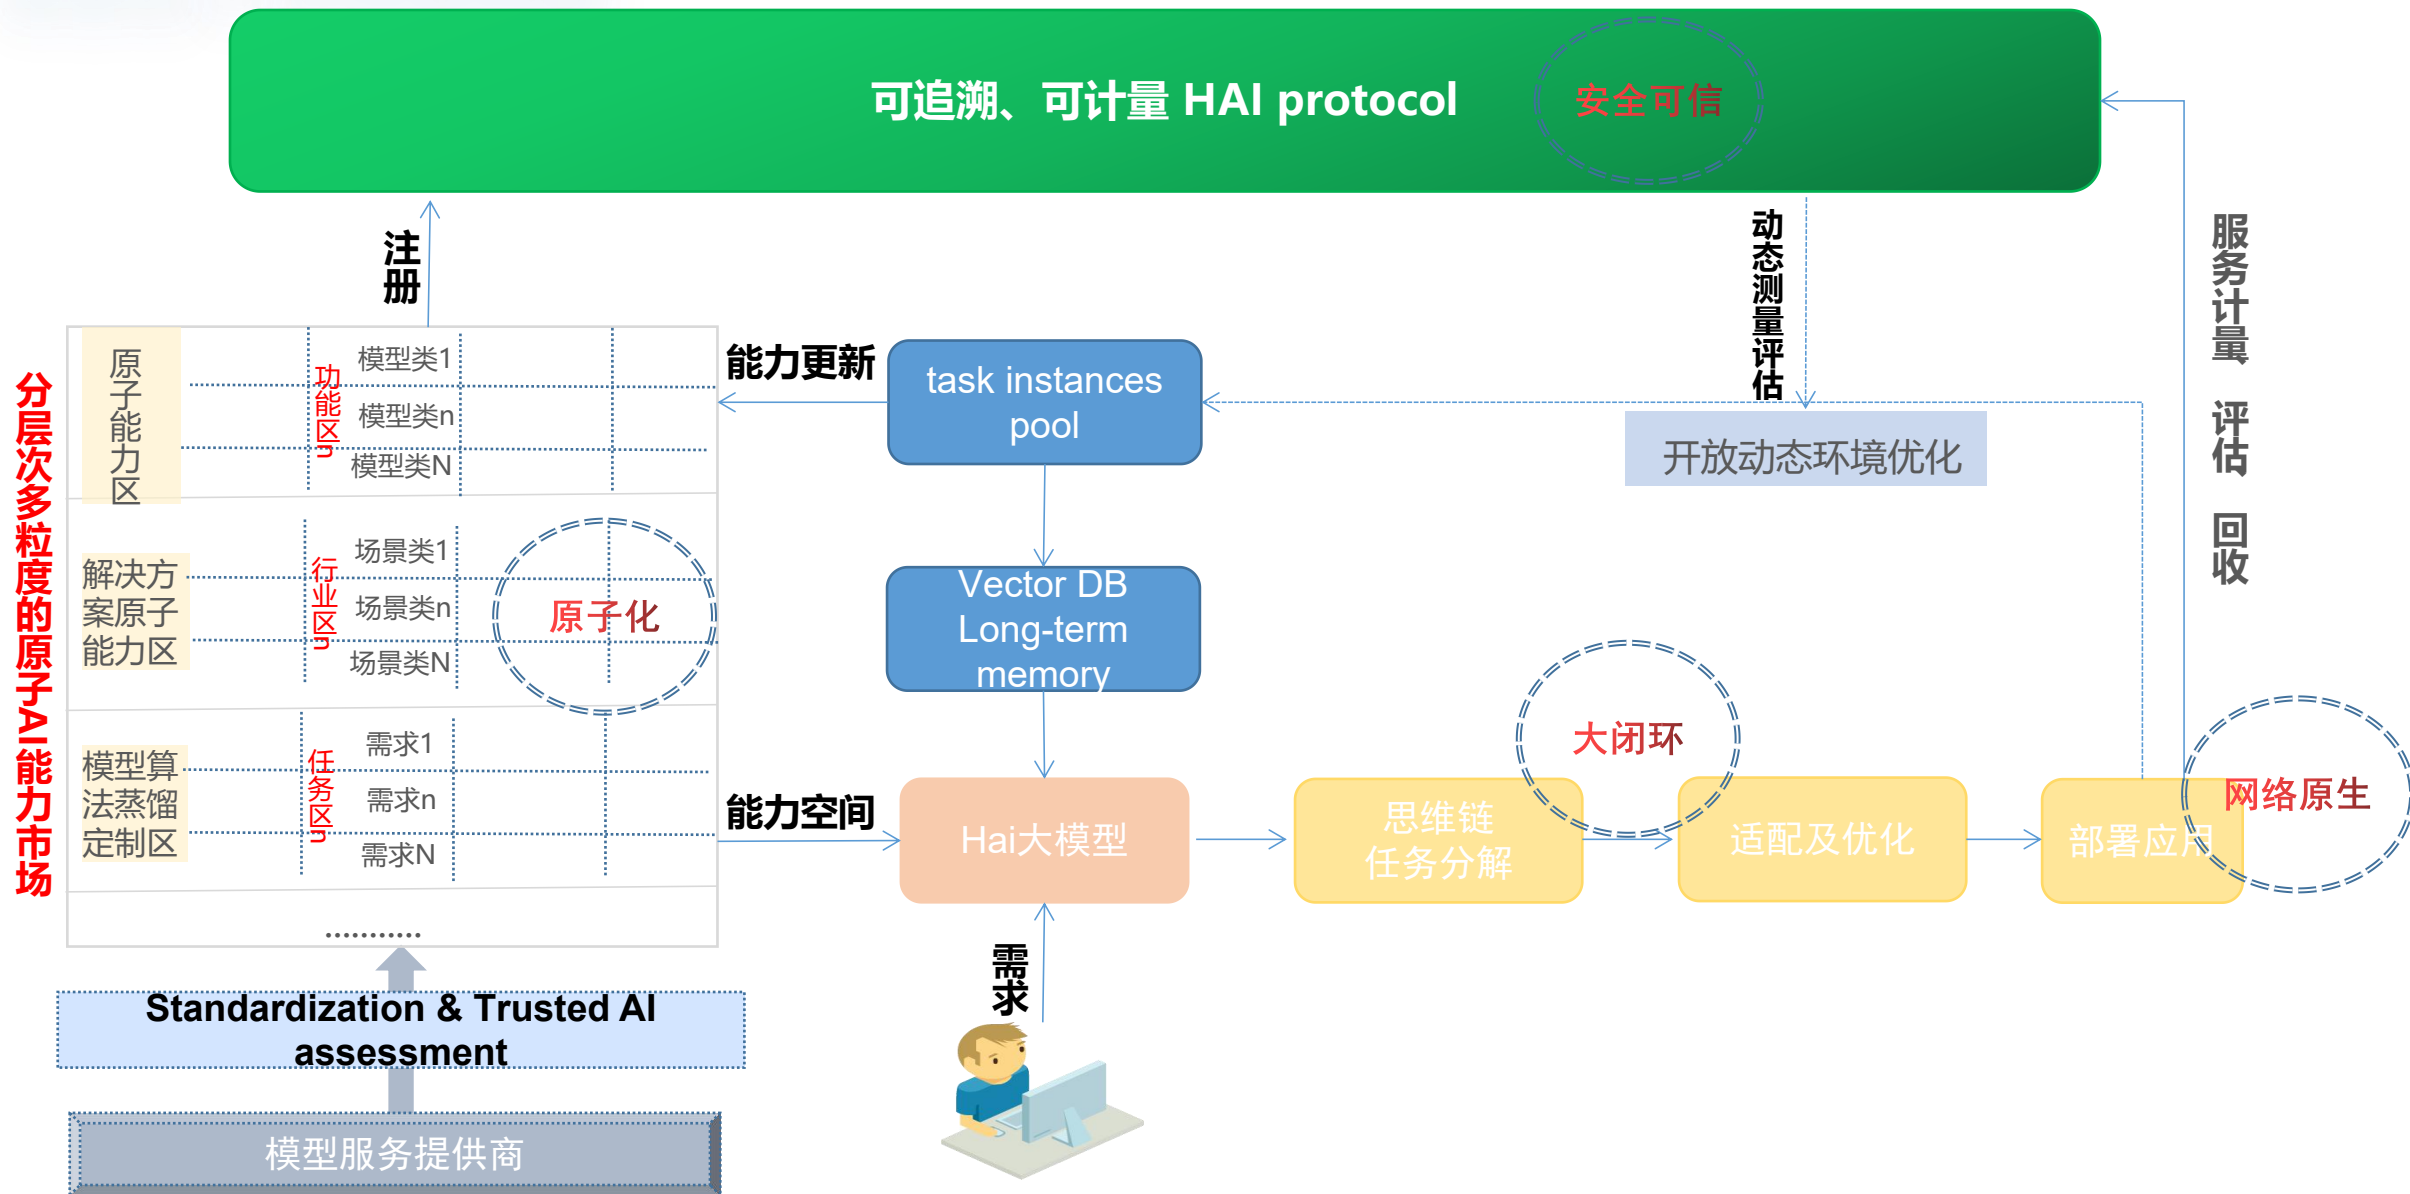 可追溯、可计量 HAI protocol
安全可信
注册
动态测量评估
服务计量 评估 回收
分层次多粒度的原子AI能力市场
原子能力区
功能区n
模型类1
模型类n
模型类N
解决方
案原子
能力区
行业区n
场景类1
场景类n
场景类N
原子化
模型算
法蒸馏
定制区
任务区n
需求1
需求n
需求N
...........
能力更新
task instances
pool
开放动态环境优化
Vector DB
Long-term
memory
大闭环
能力空间
Hai大模型
思维链
任务分解
适配及优化
部署应用
网络原生
需求
Standardization & Trusted AI
assessment
模型服务提供商